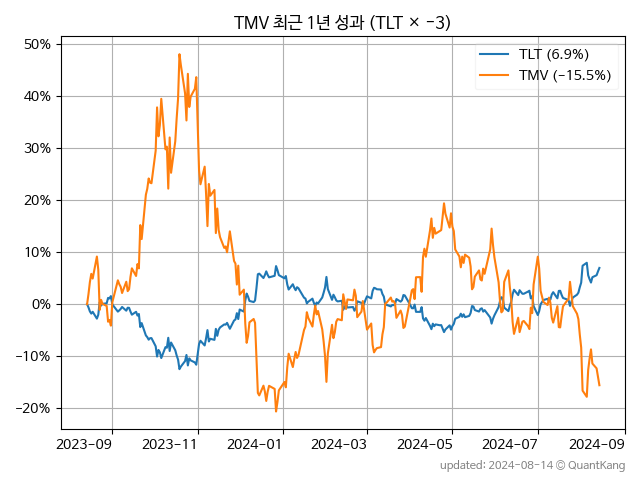 TMV 최근 1년 성과 (TLT × −3)
TLT (6.9%)
TMV (−15.5%)
50%
40%
30%
20%
10%
0%
−10%
−20%
2023-09 2023-11 2024-01 2024-03 2024-05 2024-07 2024-09
updated: 2024-08-14 © QuantKang